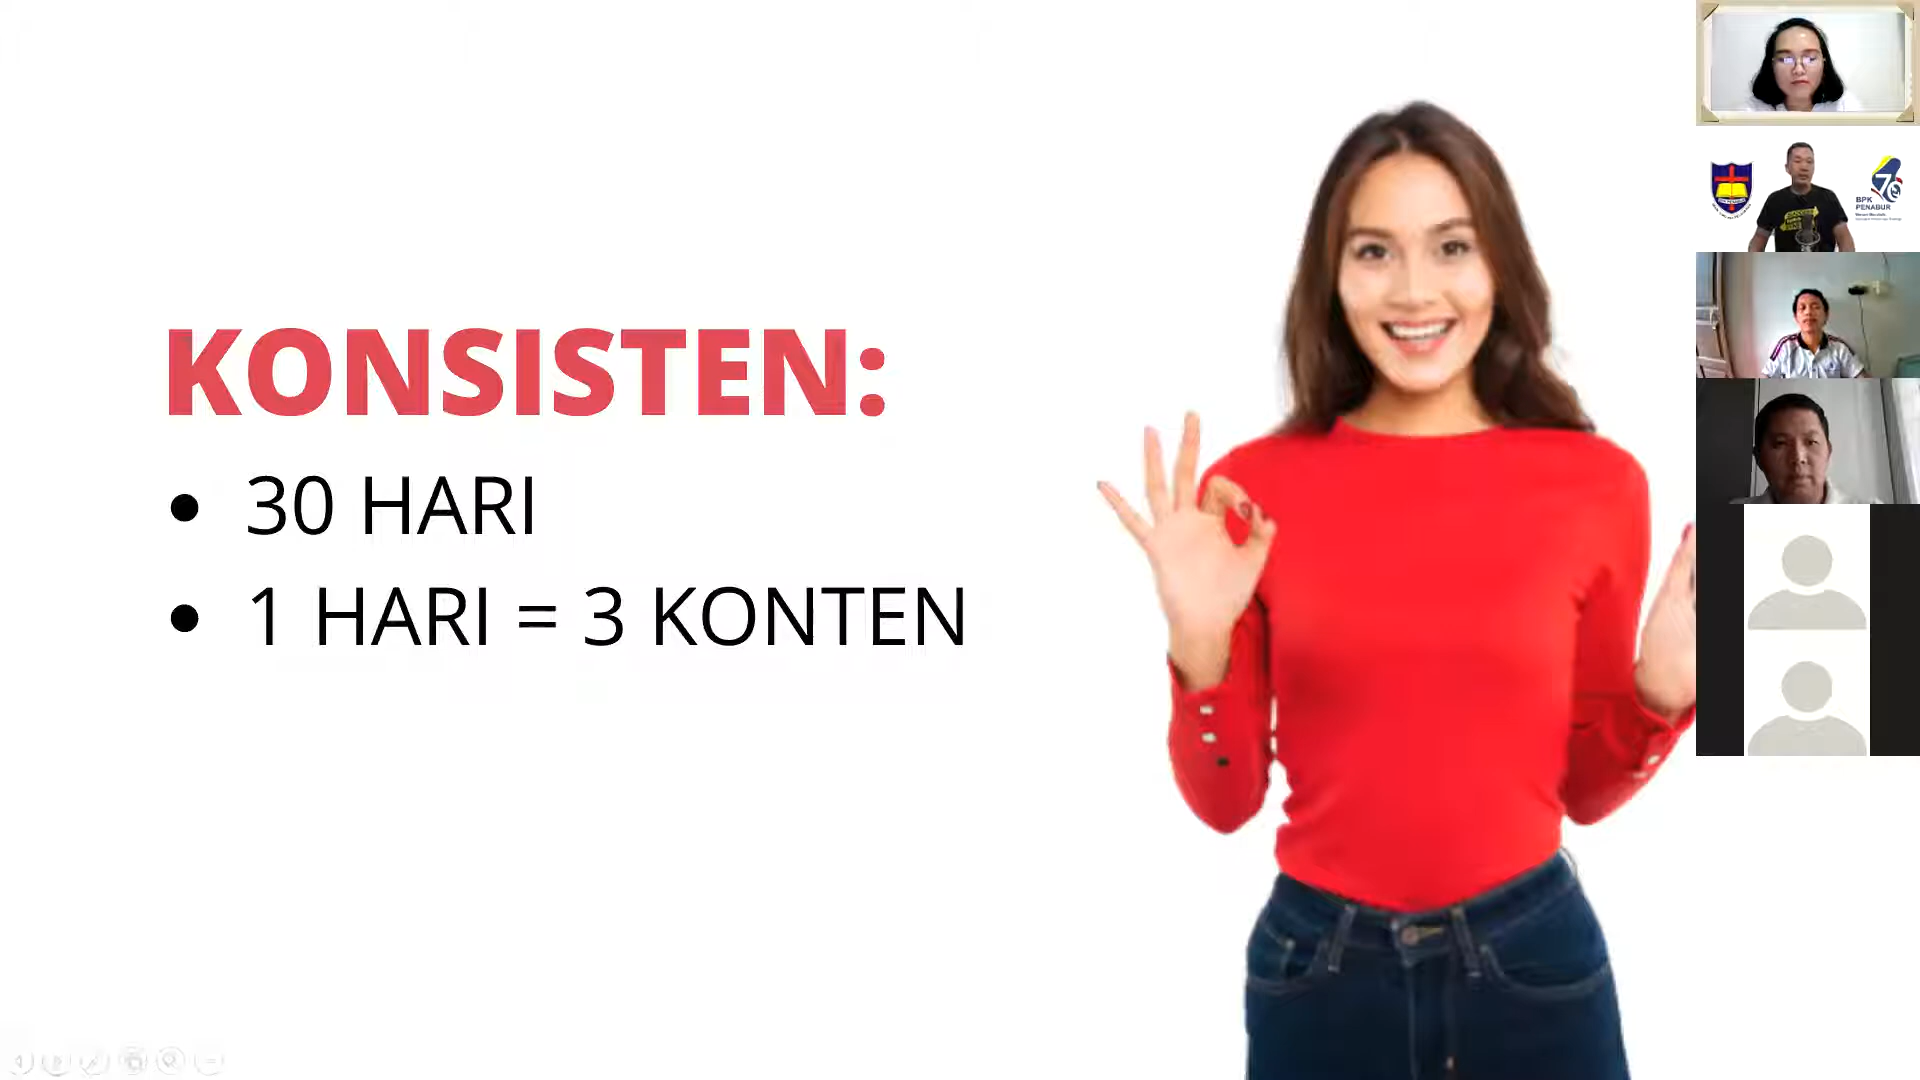 KONSISTEN:
• 30 HARI
• 1 HARI = 3 KONTEN
BPK
PENABUR